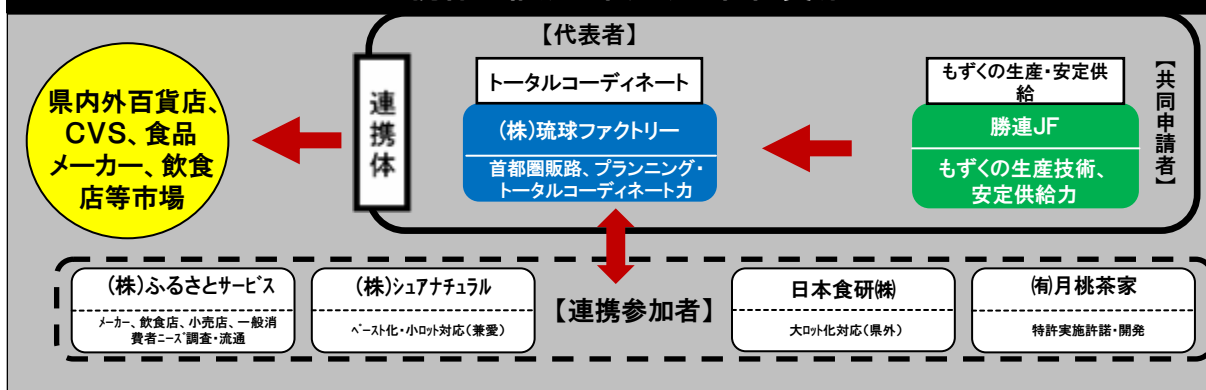 【代表者】
県内外百貨店、
CVS、食品
メーカー、飲食
店等市場
連携体
トータルコーディネート
(株)琉球ファクトリー
首都圏販路、プランニング・
トータルコーディネート力
もずくの生産・安定供
給
勝連JF
もずくの生産技術、
安定供給力
【共同申請者】
(株)ふるさとサービス
メーカー、飲食店、小売店、一般消
費者ニーズ調査・流通
(株)シュアナチュラル
ペースト化・小ロット対応(兼愛)
【連携参加者】
日本食研㈱
大ロット化対応(県外)
㈲月桃茶家
特許実施許諾・開発